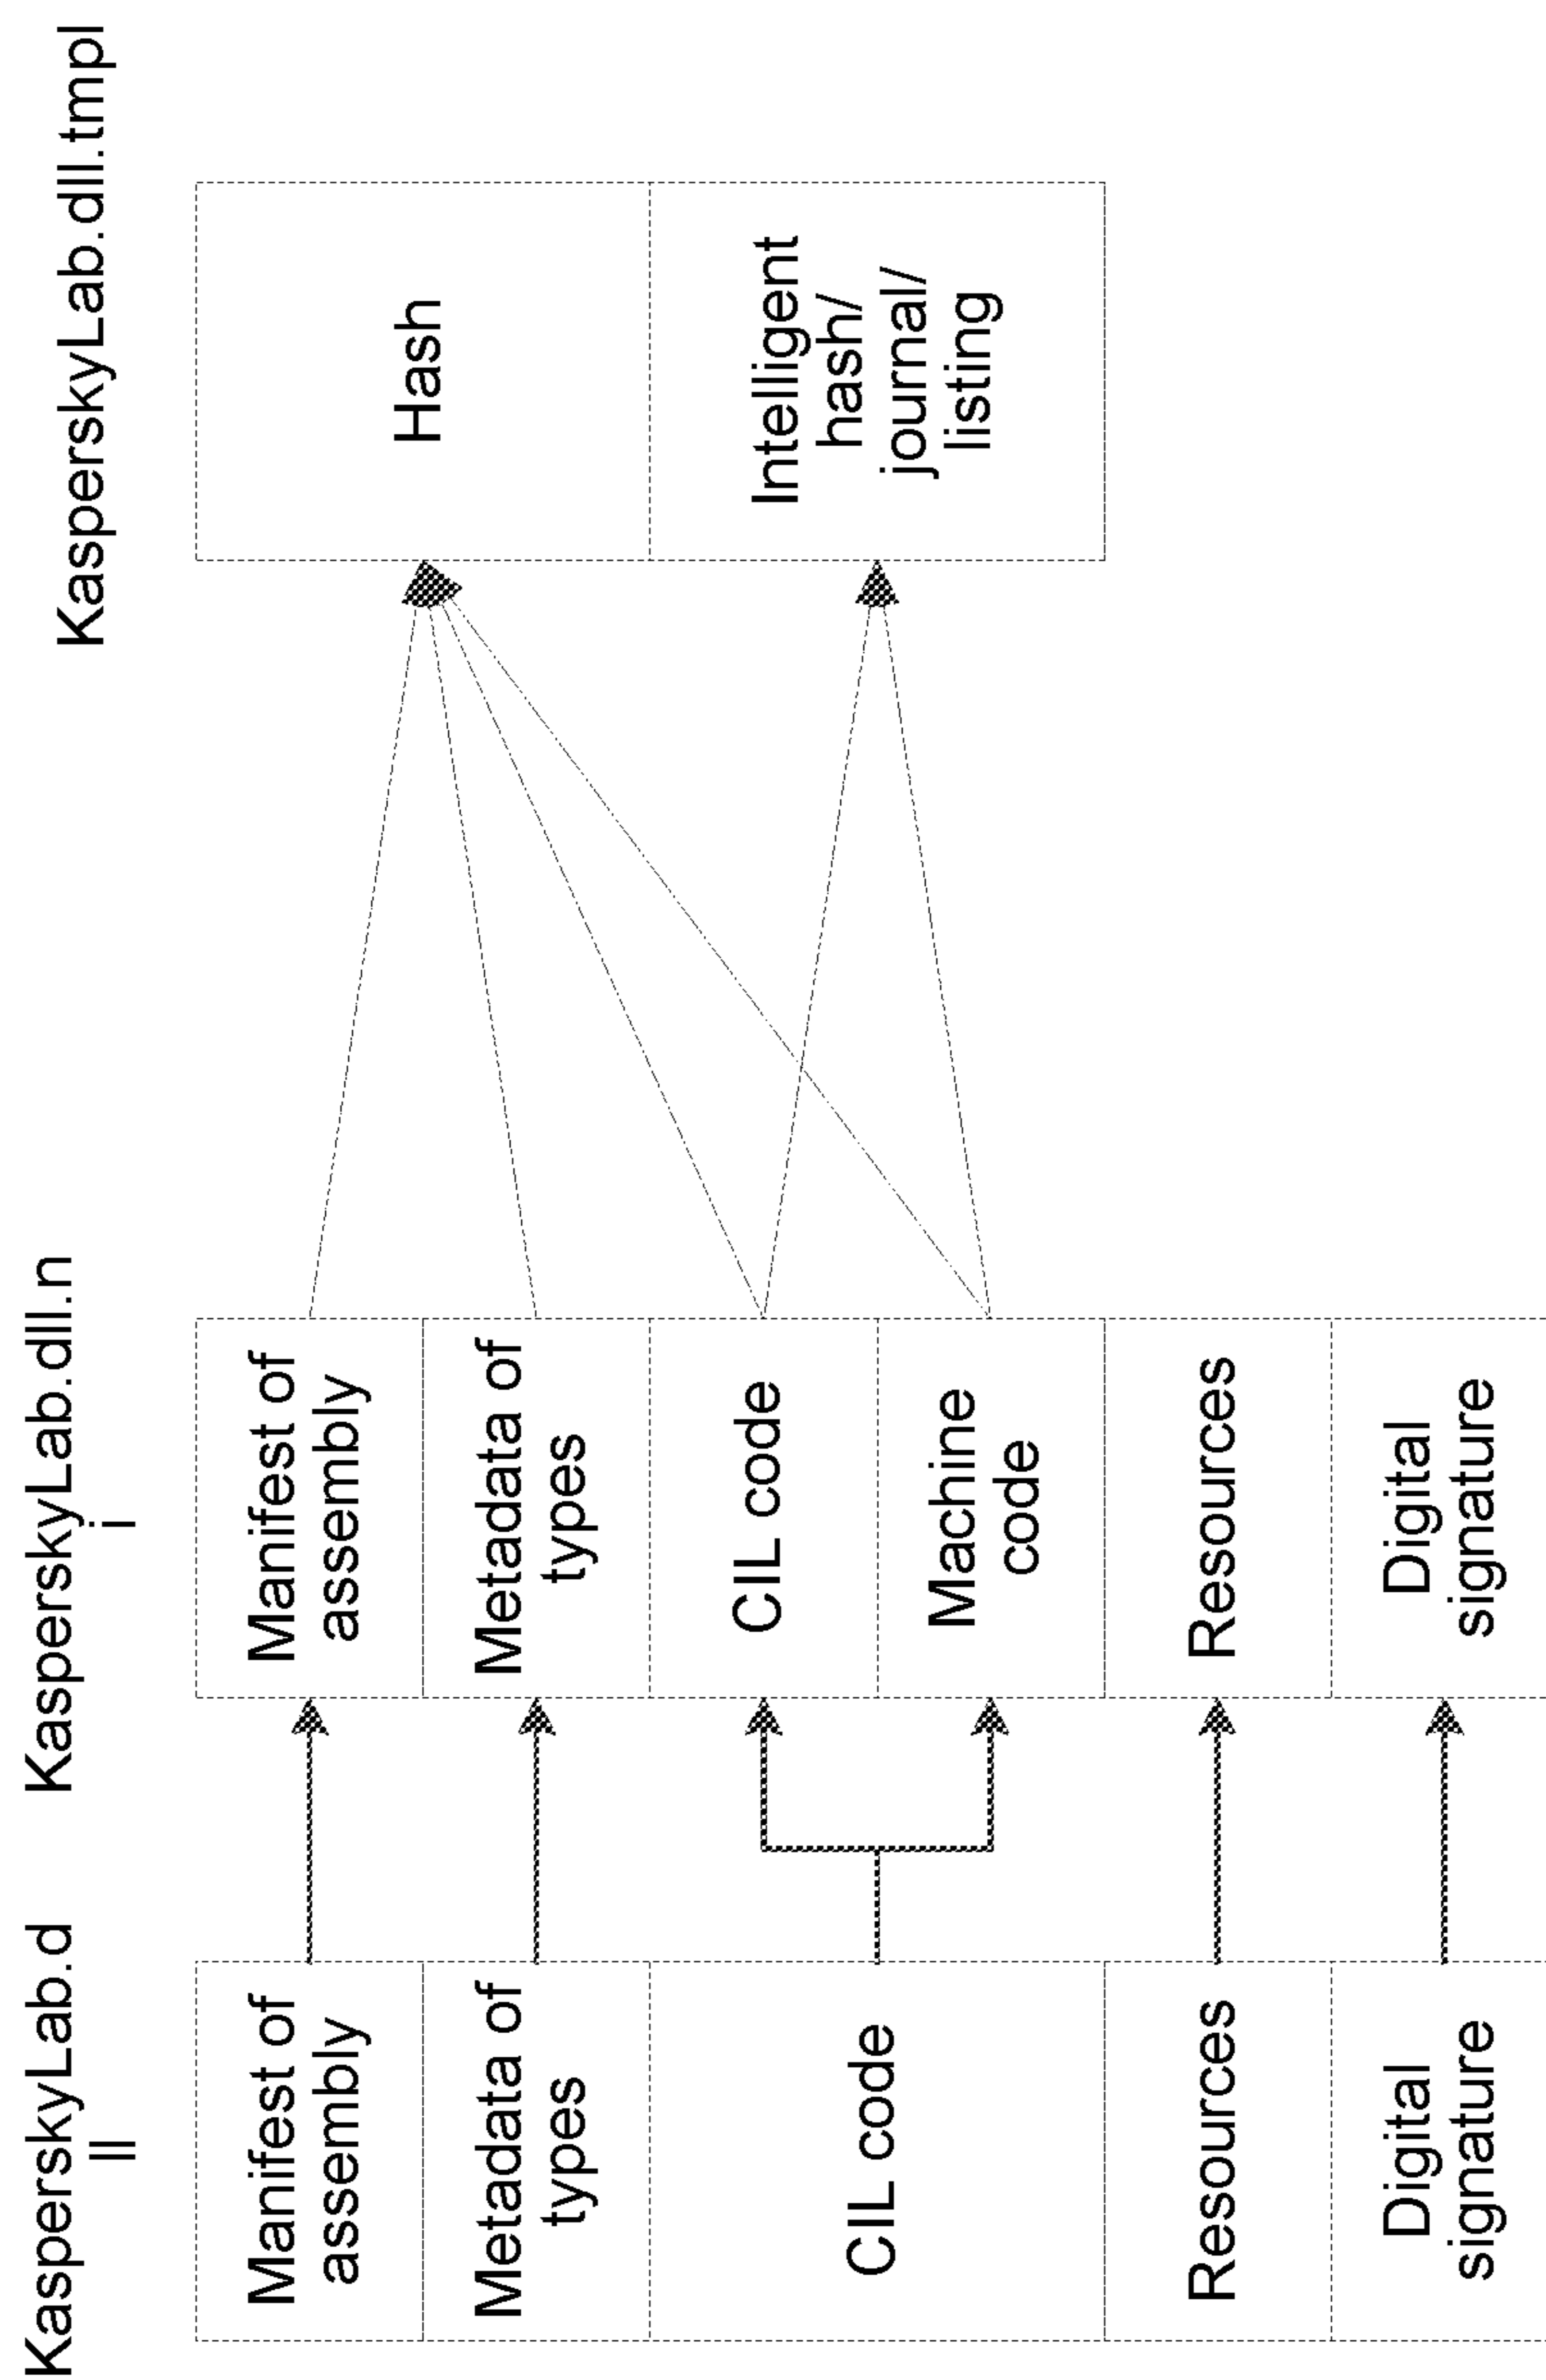 KasperskyLab.d
ll
Manifest of
assembly
Metadata of
types
CIL code
Resources
Digital
signature
KasperskyLab.dll.n
i
Manifest of
assembly
Metadata of
types
CIL code
Machine
code
Resources
Digital
signature
KasperskyLab.dll.tmpl
Hash
Intelligent
hash/
journal/
listing